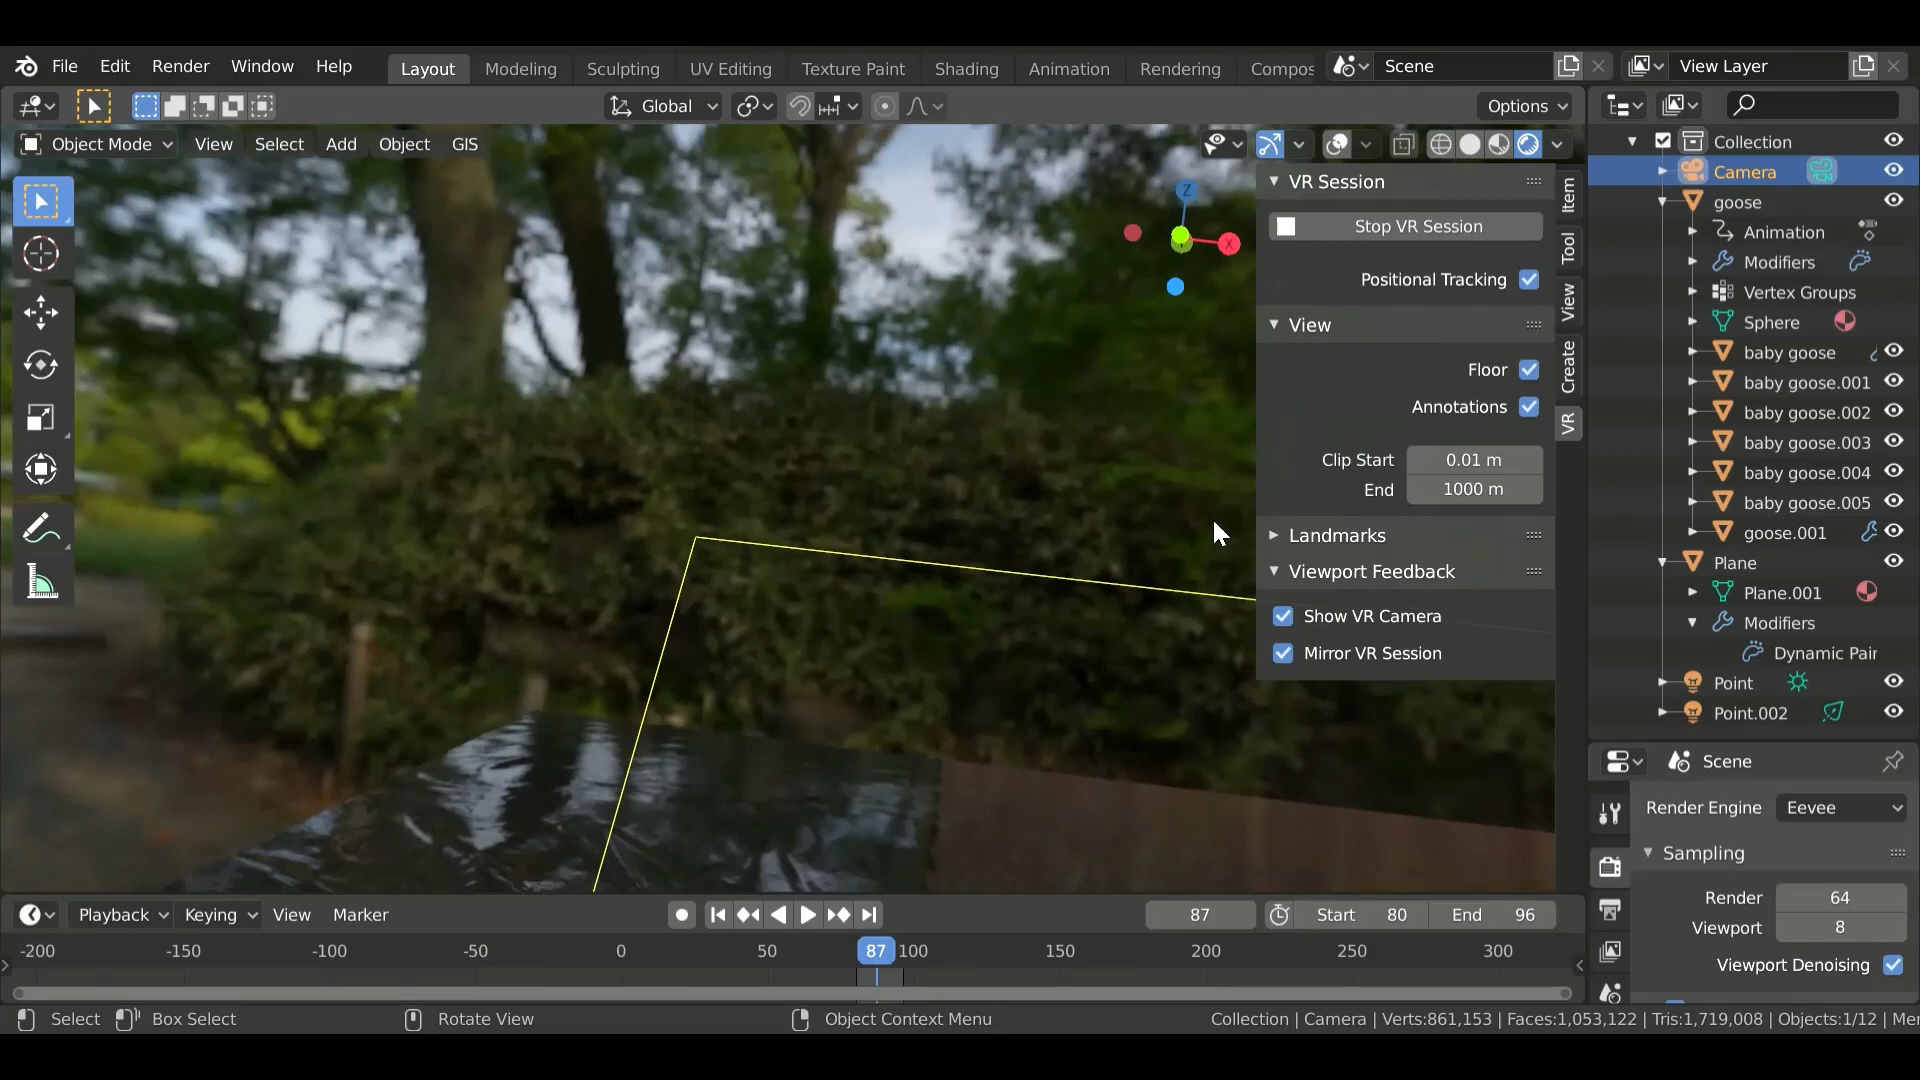 File Edit Render Window Help Layout Modeling Sculpting UV Editing Texture Paint Shading Animation Rendering Compos Scene View Layer
Global Options
Object Mode View Select Add Object GIS
Z
X
VR Session
Stop VR Session
Positional Tracking
View
Floor
Annotations
Clip Start 0.01 m
End 1000 m
Landmarks
Viewport Feedback
Show VR Camera
Mirror VR Session
Item
Tool
View
Create
VR
Collection
Camera
goose
Animation
Modifiers
Vertex Groups
Sphere
baby goose
baby goose.001
baby goose.002
baby goose.003
baby goose.004
baby goose.005
goose.001
Plane
Plane.001
Modifiers
Dynamic Pair
Point
Point.002
Scene
Render Engine Eevee
Sampling
Render 64
Viewport 8
Viewport Denoising
Playback Keying View Marker 87 Start 80 End 96
-200 -150 -100 -50 0 50 87 100 150 200 250 300
Select Box Select Rotate View Object Context Menu Collection | Camera | Verts:861,153 | Faces:1,053,122 | Tris:1,719,008 | Objects:1/12 | Mer